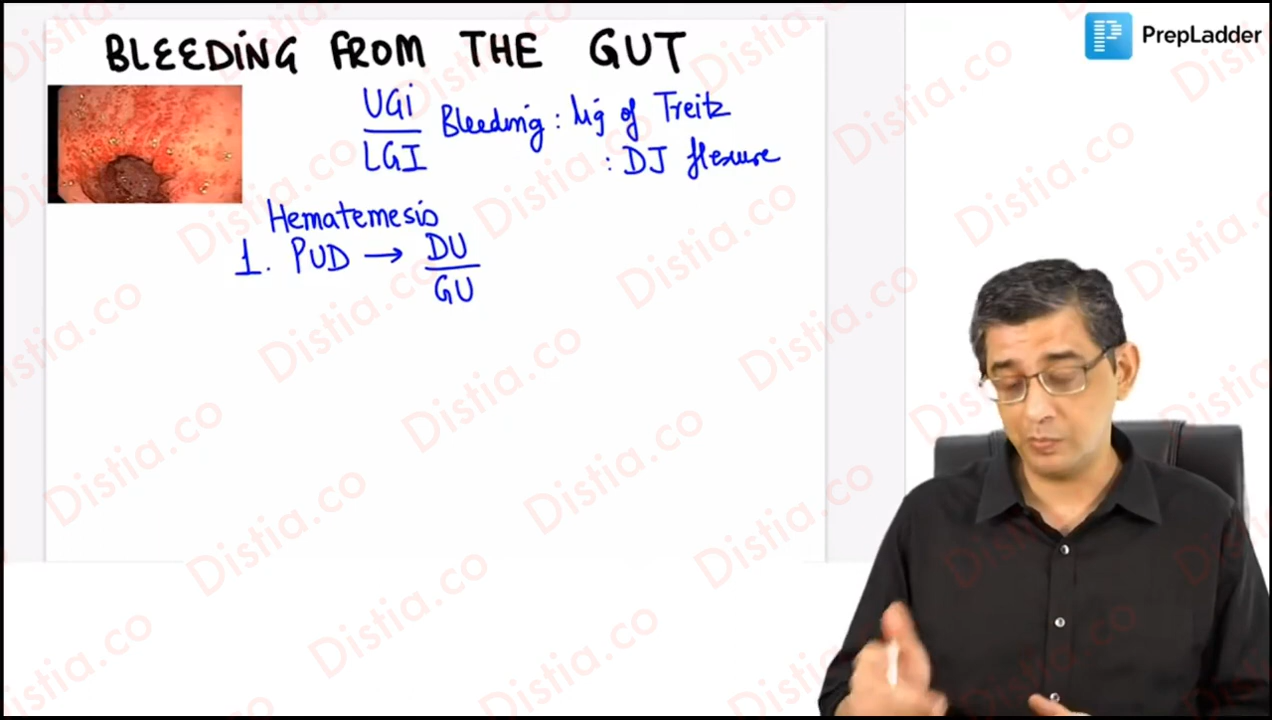 BLEEDING FROM THE GUT
PrepLadder
UGI
LGI
Bleeding : lig of Treitz
: DJ flexure
Hematemesis
1. PUD → DU
GU
Distia.co